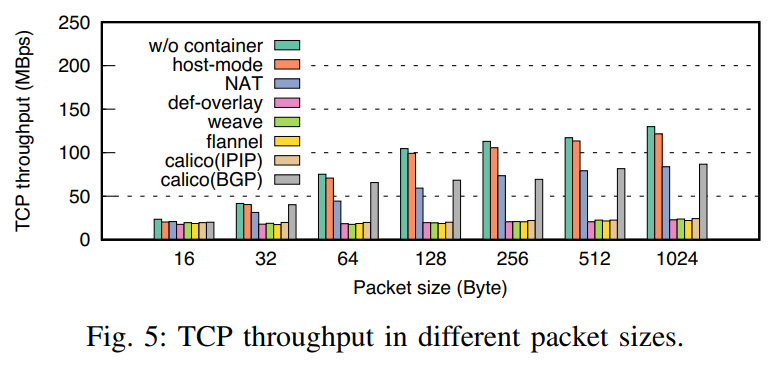 TCP throughput (MBps)
250
200
150
100
50
0
w/o container
host-mode
NAT
def-overlay
weave
flannel
calico(IPIP)
calico(BGP)
16 32 64 128 256 512 1024
Packet size (Byte)
Fig. 5: TCP throughput in different packet sizes.